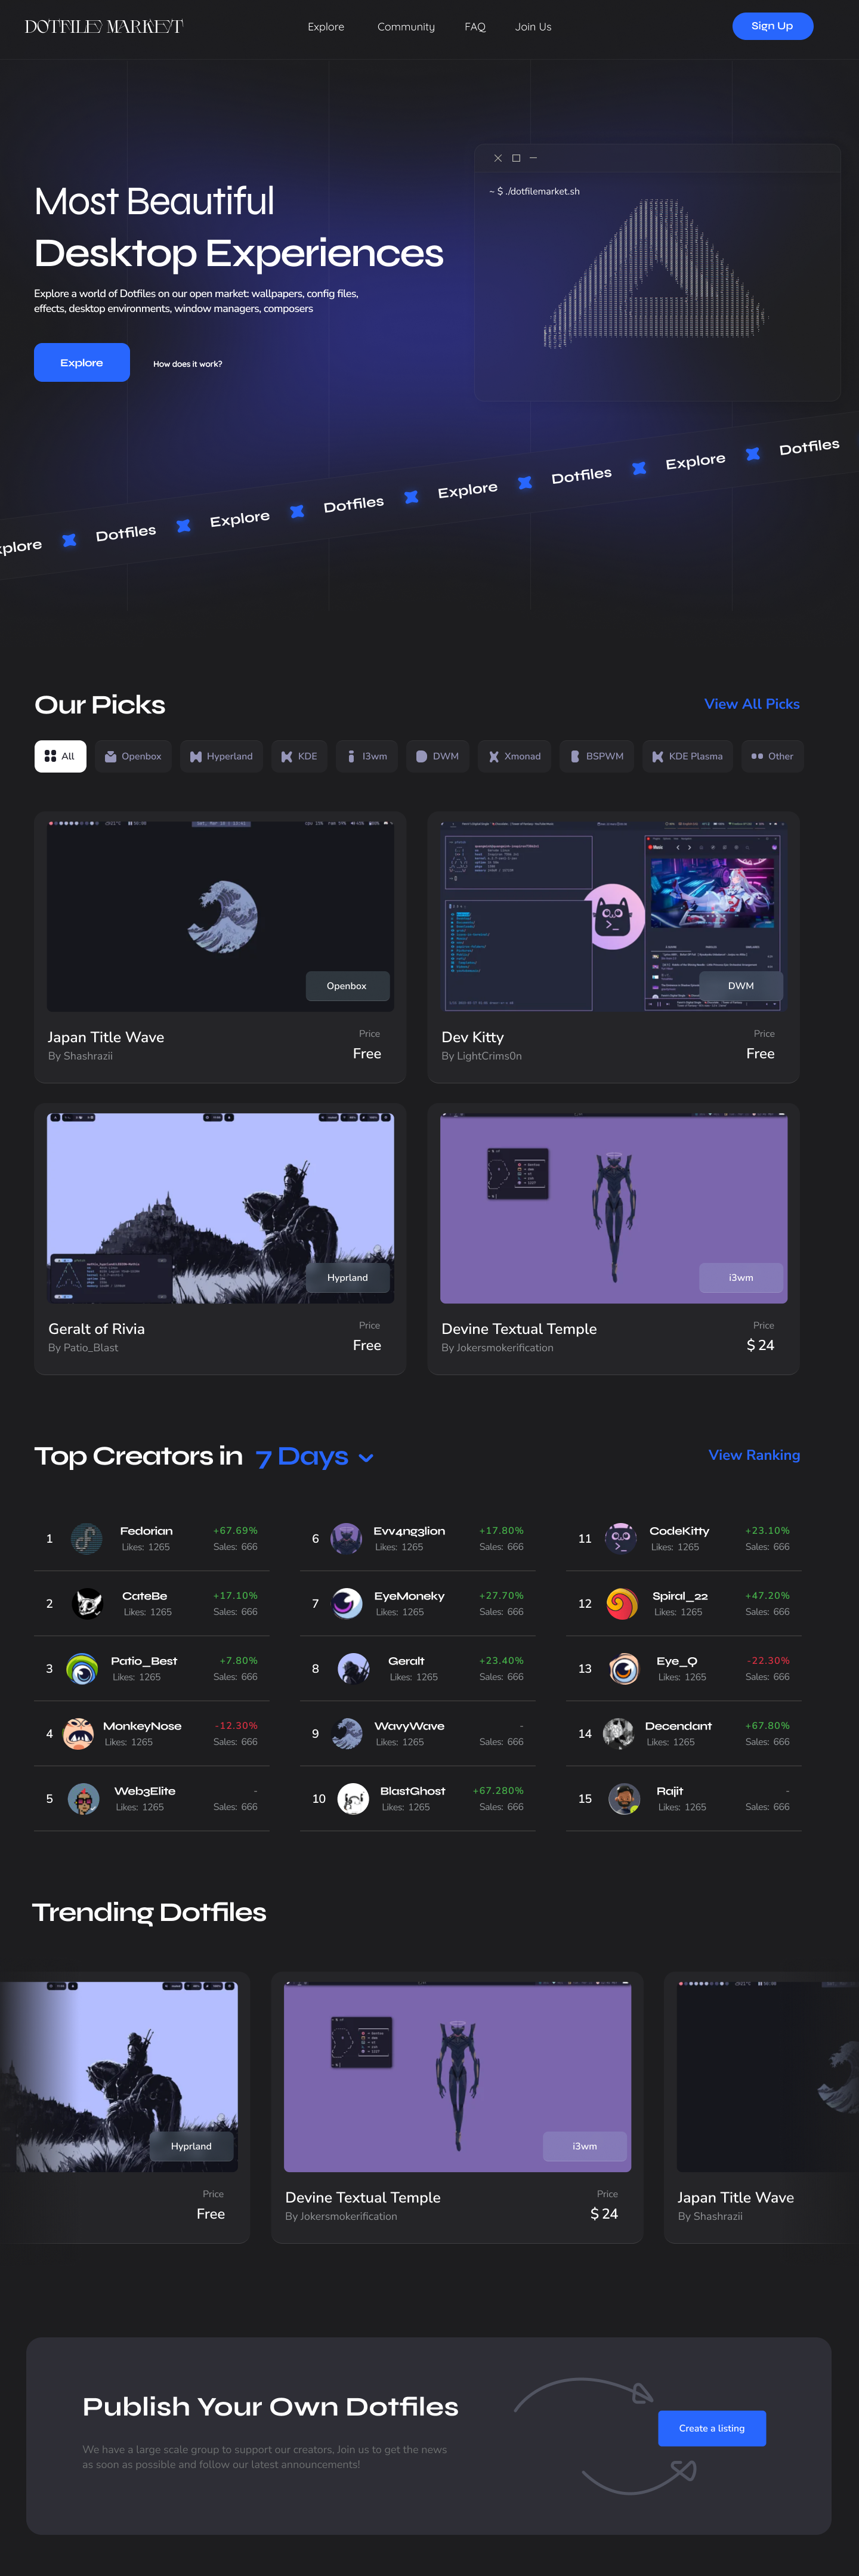 DOTFILE MARKET
Explore
Community
FAQ
Join Us
Sign Up
~ $ ./dotfilemarket.sh
Most Beautiful
Desktop Experiences
Explore a world of Dotfiles on our open market: wallpapers, config files,
effects, desktop environments, window managers, composers
Explore
How does it work?
xplore Dotfiles Explore Dotfiles Explore Dotfiles Explore Dotfiles
Our Picks
View All Picks
All
Openbox
Hyperland
KDE
I3wm
DWM
Xmonad
BSPWM
KDE Plasma
Other
Openbox
Japan Title Wave
By Shashrazii
Price
Free
DWM
Dev Kitty
By LightCrims0n
Price
Free
Hyprland
Geralt of Rivia
By Patio_Blast
Price
Free
i3wm
Devine Textual Temple
By Jokersmokerification
Price
$ 24
Top Creators in 7 Days
View Ranking
1 Fedorian +67.69%
Likes: 1265 Sales: 666
2 CateBe +17.10%
Likes: 1265 Sales: 666
3 Patio_Best +7.80%
Likes: 1265 Sales: 666
4 MonkeyNose -12.30%
Likes: 1265 Sales: 666
5 Web3Elite -
Likes: 1265 Sales: 666
6 Evv4ng3lion +17.80%
Likes: 1265 Sales: 666
7 EyeMoneky +27.70%
Likes: 1265 Sales: 666
8 Geralt +23.40%
Likes: 1265 Sales: 666
9 WavyWave -
Likes: 1265 Sales: 666
10 BlastGhost +67.280%
Likes: 1265 Sales: 666
11 CodeKitty +23.10%
Likes: 1265 Sales: 666
12 Spiral_22 +47.20%
Likes: 1265 Sales: 666
13 Eye_Q -22.30%
Likes: 1265 Sales: 666
14 Decendant +67.80%
Likes: 1265 Sales: 666
15 Rajit -
Likes: 1265 Sales: 666
Trending Dotfiles
Hyprland
Price
Free
i3wm
Devine Textual Temple
By Jokersmokerification
Price
$ 24
Japan Title Wave
By Shashrazii
Publish Your Own Dotfiles
We have a large scale group to support our creators, Join us to get the news
as soon as possible and follow our latest announcements!
Create a listing